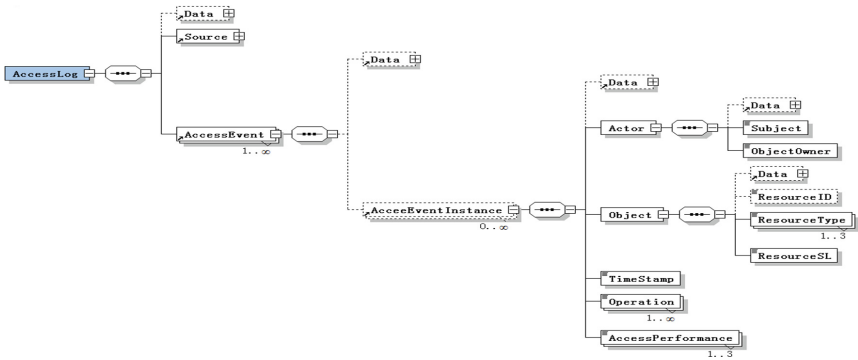 Data
Source
AccessLog
AccessEvent
1..∞
Data
AcceeEventInstance
0..∞
Data
Actor
Data
Subject
ObjectOwner
Object
Data
ResourceID
ResourceType
1..3
ResourceSL
TimeStamp
Operation
1..∞
AccessPerformance
1..3